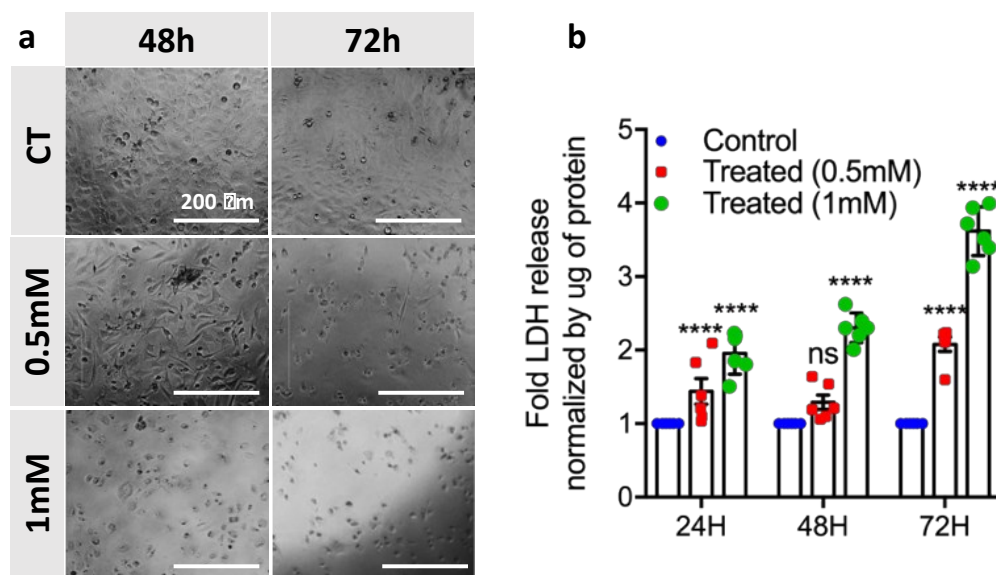 a
48h
72h
CT
200 m
0.5mM
1mM
b
Fold LDH release
normalized by ug of protein
5
4
3
2
1
0
Control
Treated (0.5mM)
Treated (1mM)
****
****
ns
****
****
****
24H
48H
72H